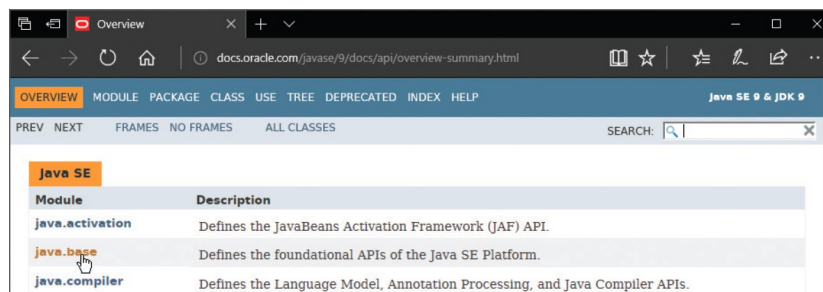 Overview
docs.oracle.com/javase/9/docs/api/overview-summary.html
OVERVIEW MODULE PACKAGE CLASS USE TREE DEPRECATED INDEX HELP Java SE 9 & JDK 9
PREV NEXT FRAMES NO FRAMES ALL CLASSES SEARCH:
Java SE
Module Description
java.activation Defines the JavaBeans Activation Framework (JAF) API.
java.base Defines the foundational APIs of the Java SE Platform.
java.compiler Defines the Language Model, Annotation Processing, and Java Compiler APIs.